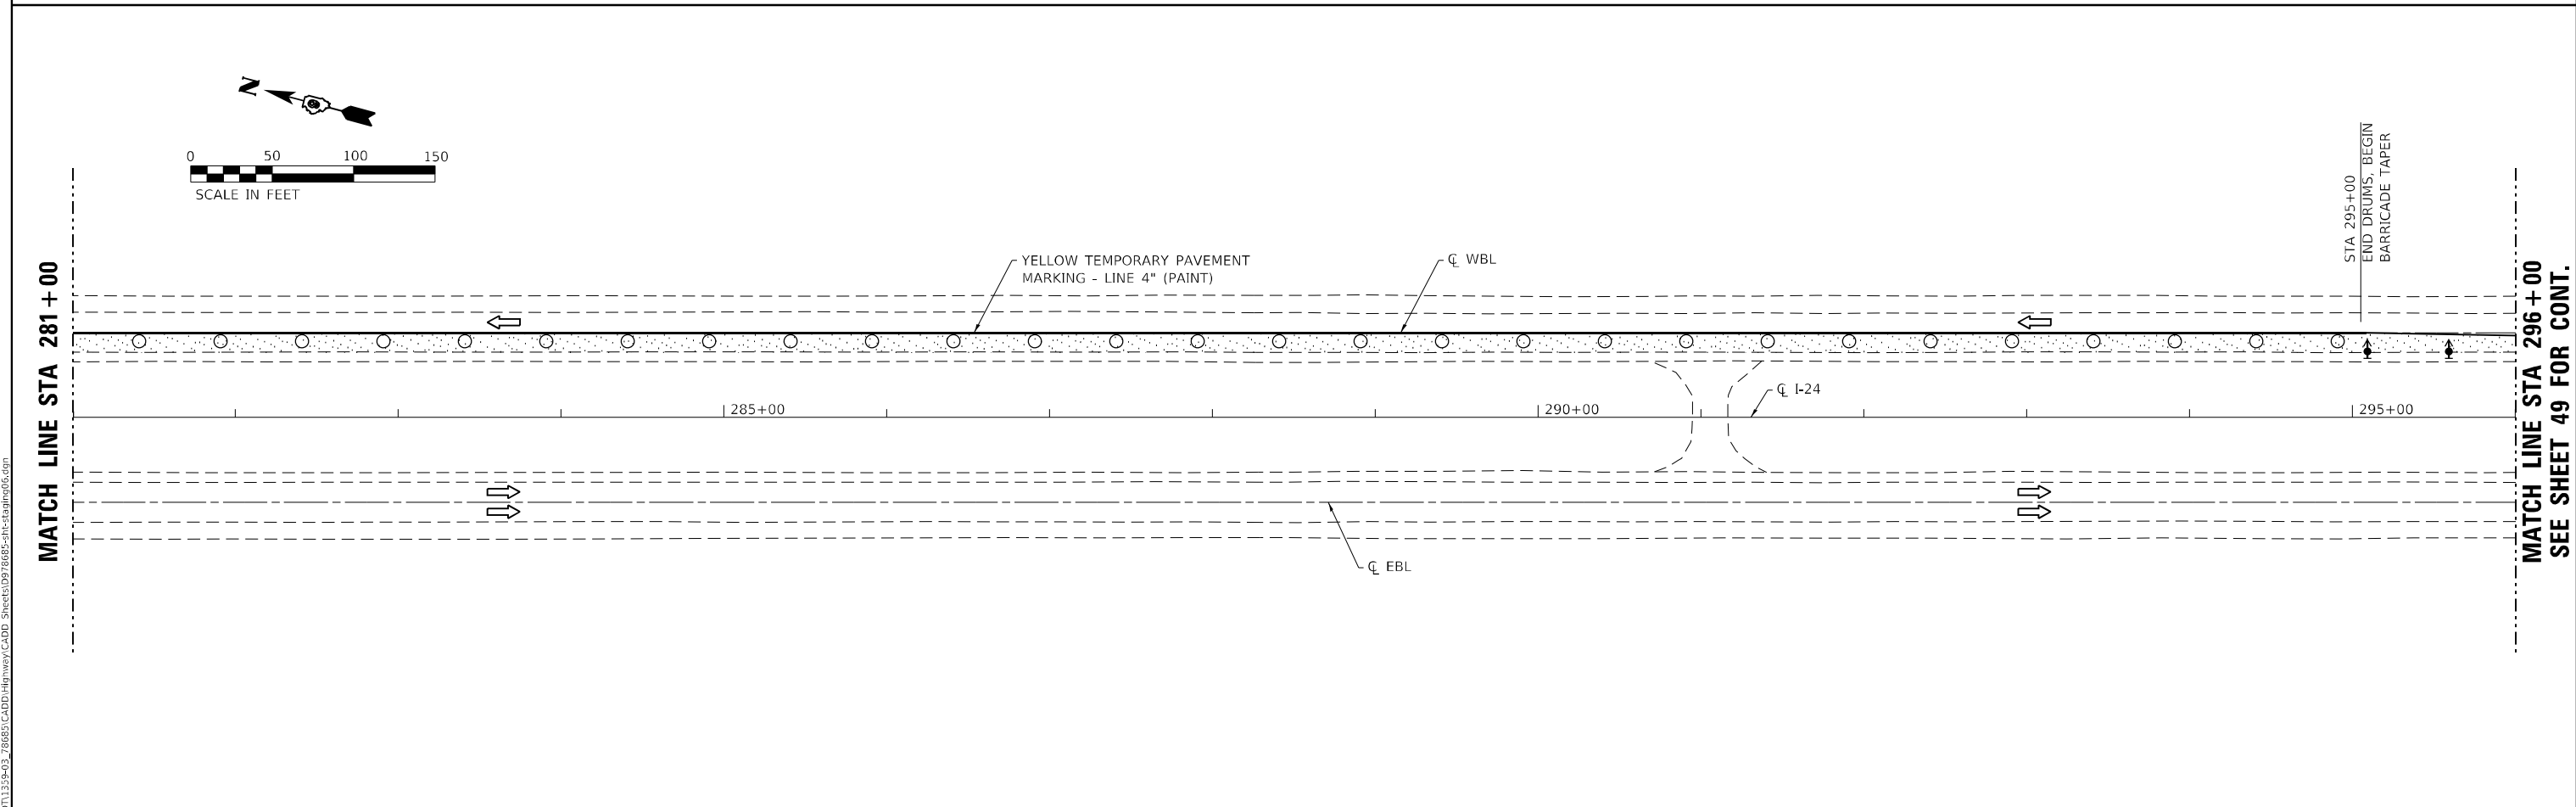 N
0 50 100 150
SCALE IN FEET
MATCH LINE STA 281+00
YELLOW TEMPORARY PAVEMENT
MARKING - LINE 4" (PAINT)
℄ WBL
STA 295+00
END DRUMS, BEGIN
BARRICADE TAPER
℄ I-24
285+00
290+00
295+00
℄ EBL
MATCH LINE STA 296+00
SEE SHEET 49 FOR CONT.